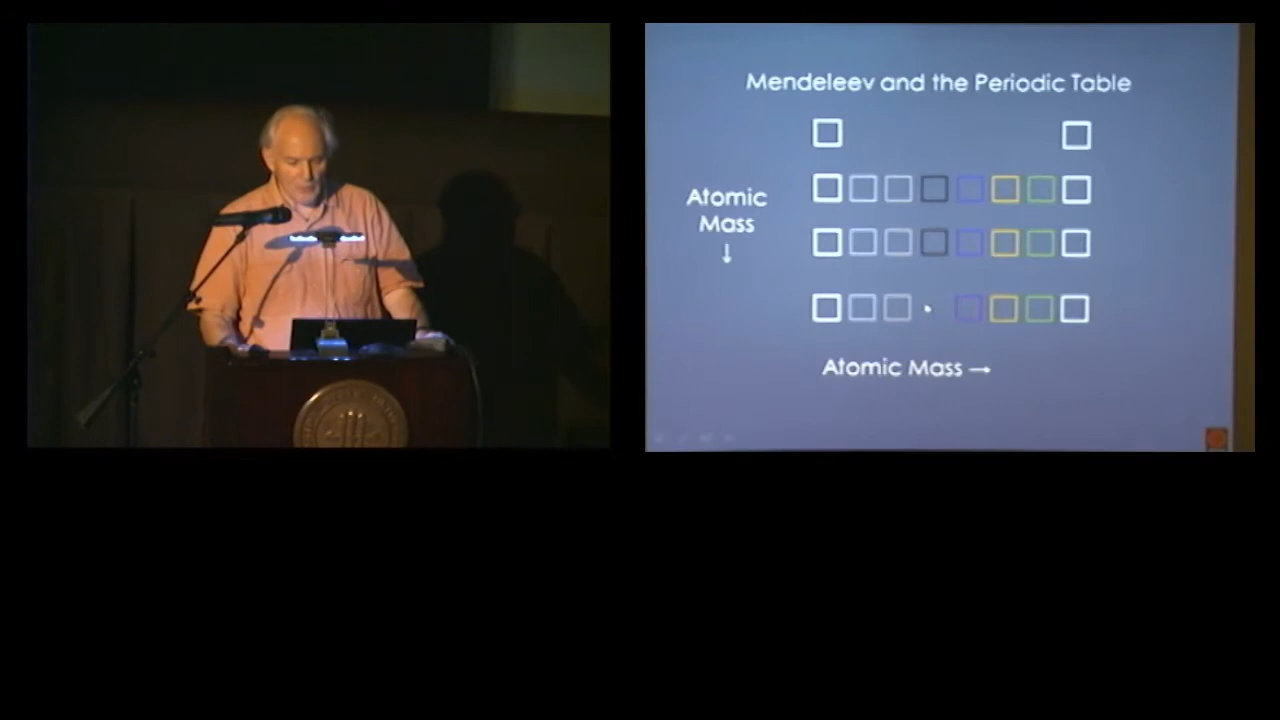 Mendeleev and the Periodic Table
Atomic
Mass
↓
Atomic Mass →